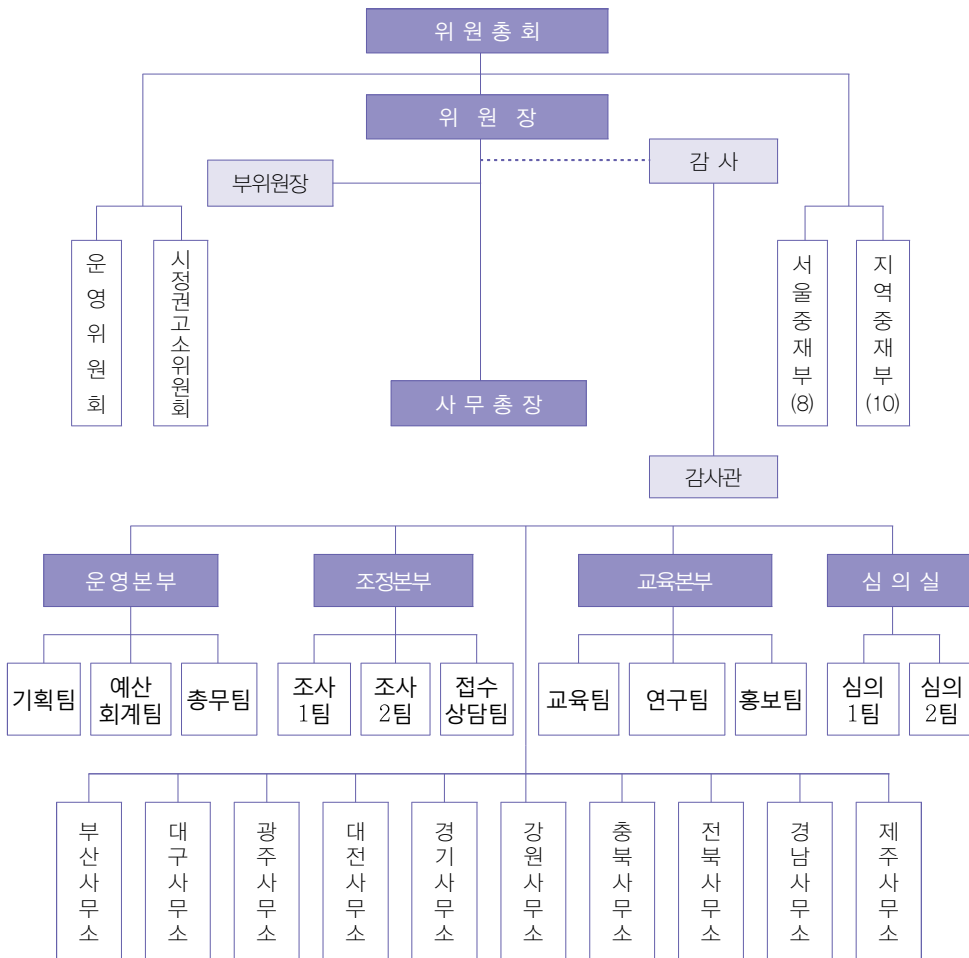 위원총회
위원장
감사
부위원장
운영위원회
시정권고소위원회
서울중재부(8)
지역중재부(10)
사무총장
감사관
운영본부
조정본부
교육본부
심의실
기획팀
예산
회계팀
총무팀
조사
1팀
조사
2팀
접수
상담팀
교육팀
연구팀
홍보팀
심의
1팀
심의
2팀
부산사무소
대구사무소
광주사무소
대전사무소
경기사무소
강원사무소
충북사무소
전북사무소
경남사무소
제주사무소